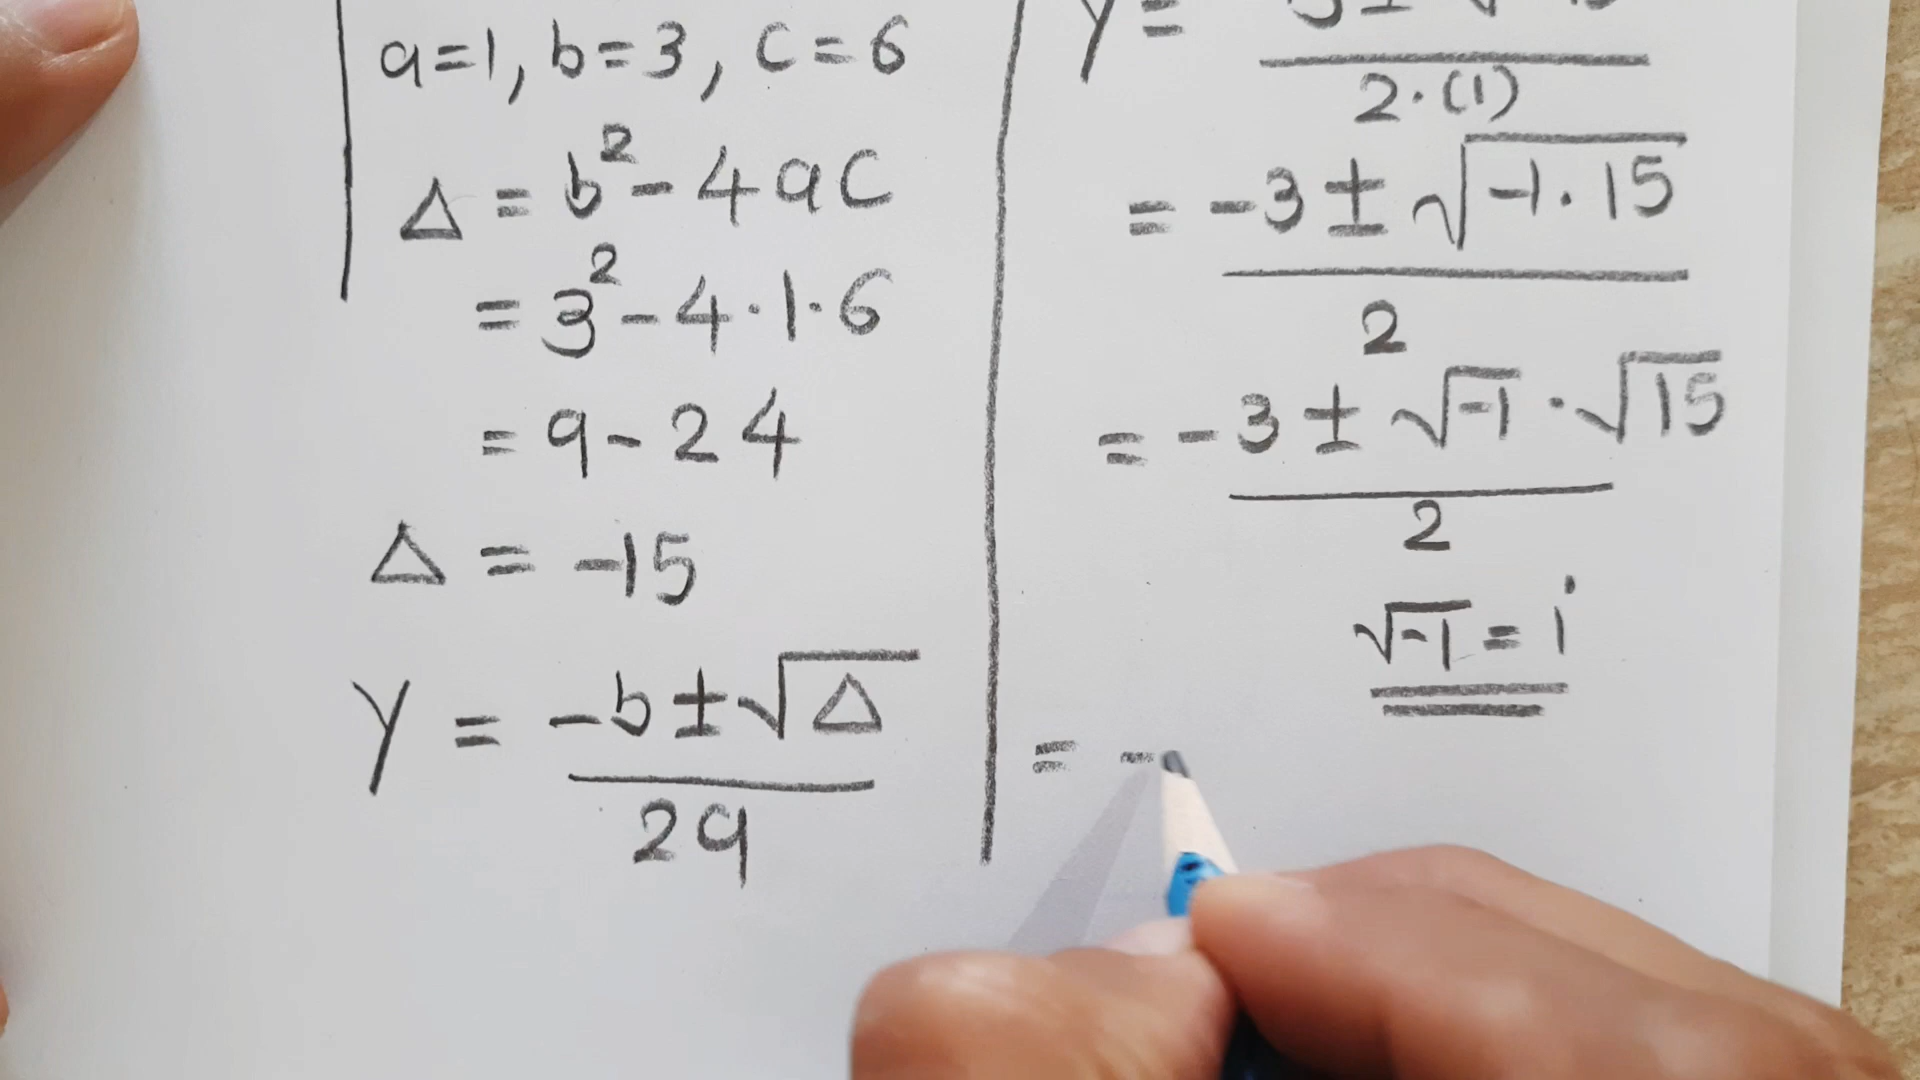 a=1, b=3, c=6
Δ = b²-4ac
= 3²-4·1·6
= 9-24
Δ = -15
y = -b±√Δ
2a
y =
2·(1)
= -3±√-1·15
2
= -3±√-1·√15
2
√-1 = i
= -